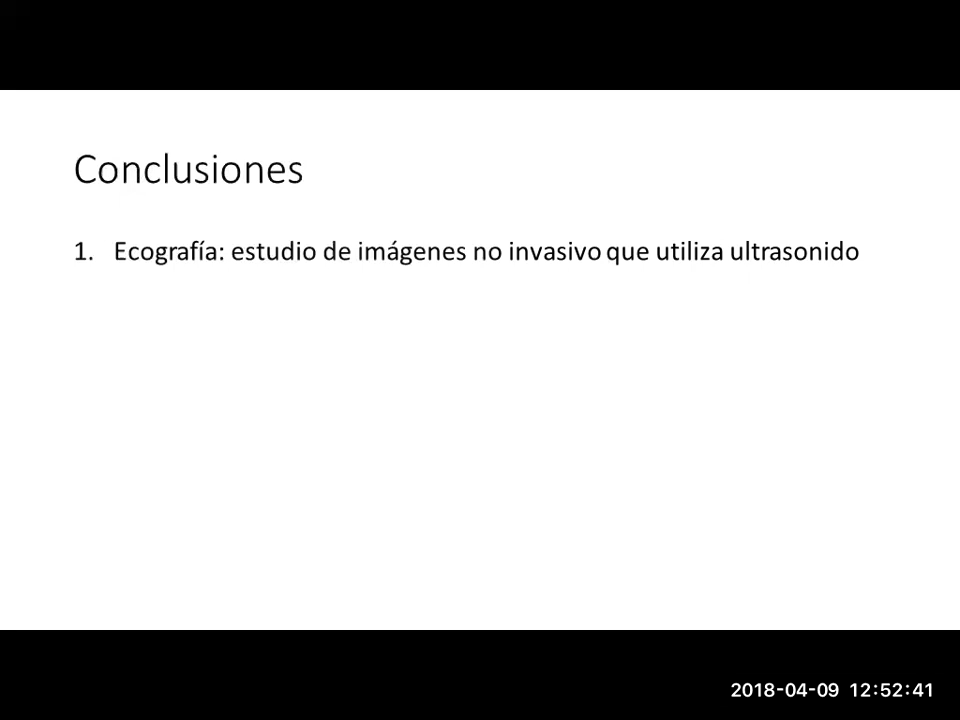 Conclusiones
1. Ecografía: estudio de imágenes no invasivo que utiliza ultrasonido
2018-04-09 12:52:41